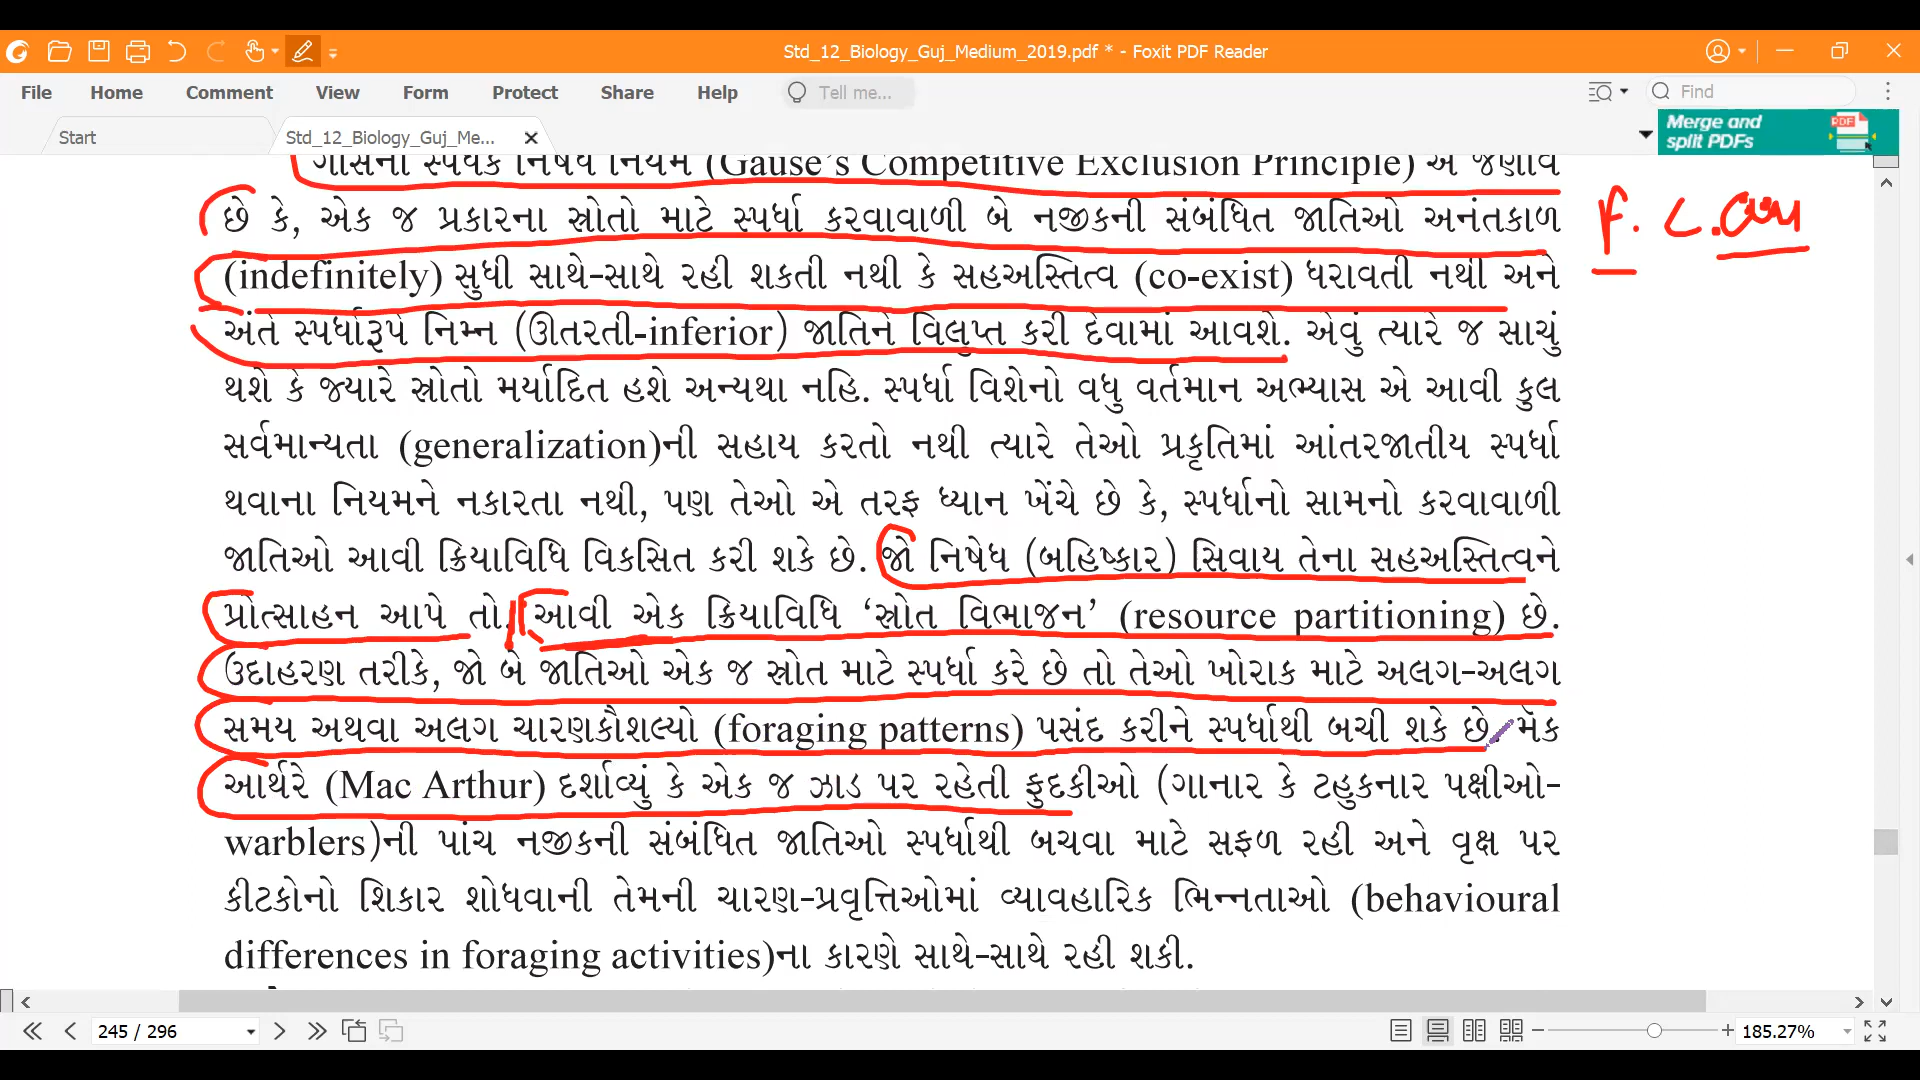 Std_12_Biology_Guj_Medium_2019.pdf * - Foxit PDF Reader
File Home Comment View Form Protect Share Help Tell me... Find
Start Std_12_Biology_Guj_Me... Merge and split PDFs
ગોસનો સ્પર્ધક નિષેધ નિયમ (Gause's Competitive Exclusion Principle) એ જણાવે
છે કે, એક જ પ્રકારના સ્રોતો માટે સ્પર્ધા કરવાવાળી બે નજીકની સંબંધિત જાતિઓ અનંતકાળ
(indefinitely) સુધી સાથે-સાથે રહી શકતી નથી કે સહઅસ્તિત્વ (co-exist) ધરાવતી નથી અને
અંતે સ્પર્ધારૂપે નિમ્ન (ઊતરતી-inferior) જાતિને વિલુપ્ત કરી દેવામાં આવશે. એવું ત્યારે જ સાચું
થશે કે જ્યારે સ્રોતો મર્યાદિત હશે અન્યથા નહિ. સ્પર્ધા વિશેનો વધુ વર્તમાન અભ્યાસ એ આવી કુલ
સર્વમાન્યતા (generalization)ની સહાય કરતો નથી ત્યારે તેઓ પ્રકૃતિમાં આંતરજાતીય સ્પર્ધા
થવાના નિયમને નકારતા નથી, પણ તેઓ એ તરફ ધ્યાન ખેંચે છે કે, સ્પર્ધાનો સામનો કરવાવાળી
જાતિઓ આવી ક્રિયાવિધિ વિકસિત કરી શકે છે. જો નિષેધ (બહિષ્કાર) સિવાય તેના સહઅસ્તિત્વને
પ્રોત્સાહન આપે તો. આવી એક ક્રિયાવિધિ ‘સ્રોત વિભાજન’ (resource partitioning) છે.
ઉદાહરણ તરીકે, જો બે જાતિઓ એક જ સ્રોત માટે સ્પર્ધા કરે છે તો તેઓ ખોરાક માટે અલગ-અલગ
સમય અથવા અલગ ચારણકૌશલ્યો (foraging patterns) પસંદ કરીને સ્પર્ધાથી બચી શકે છે. મૅક
આર્થરે (Mac Arthur) દર્શાવ્યું કે એક જ ઝાડ પર રહેતી ફુદકીઓ (ગાનાર કે ટહુકનાર પક્ષીઓ-
warblers)ની પાંચ નજીકની સંબંધિત જાતિઓ સ્પર્ધાથી બચવા માટે સફળ રહી અને વૃક્ષ પર
કીટકોનો શિકાર શોધવાની તેમની ચારણ-પ્રવૃત્તિઓમાં વ્યાવહારિક ભિન્નતાઓ (behavioural
differences in foraging activities)ના કારણે સાથે-સાથે રહી શકી.
245 / 296 185.27%